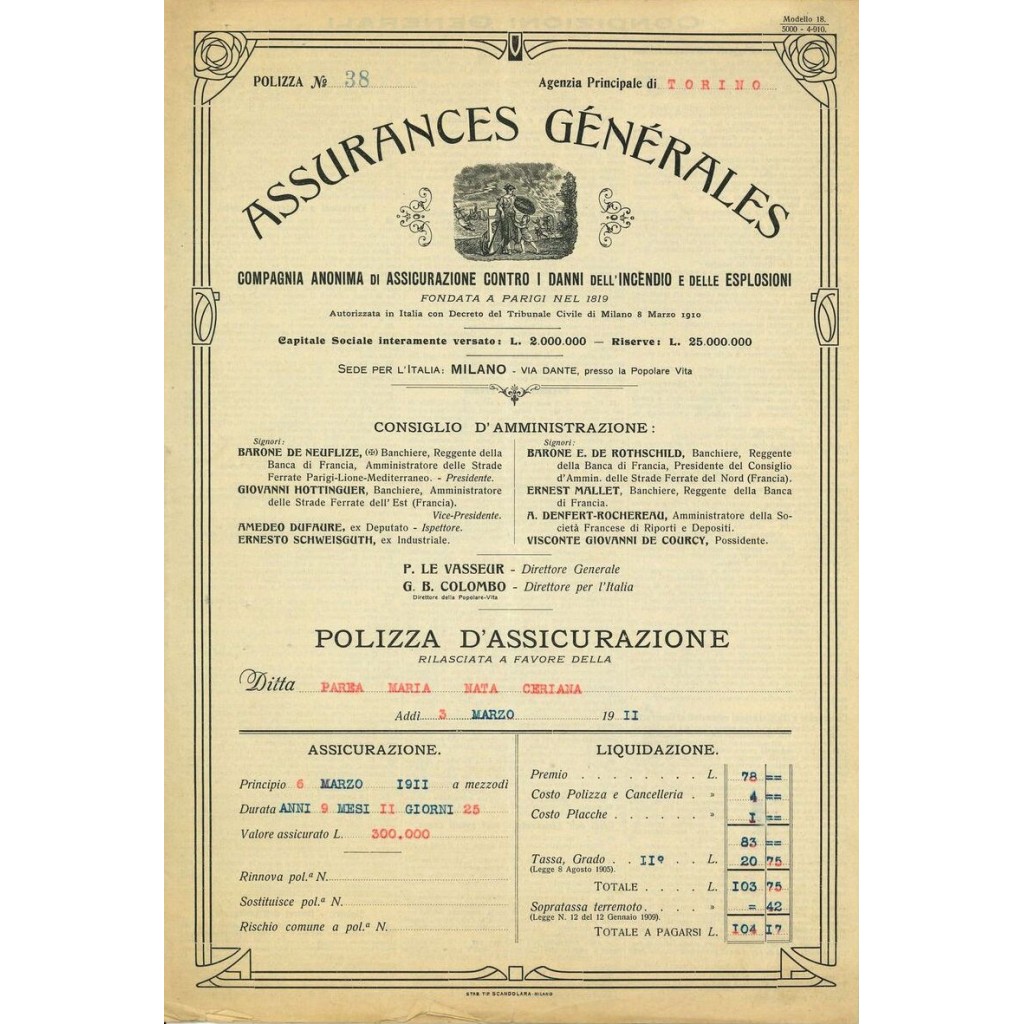 Modello 18.
5000 - 4-910.
POLIZZA № 38
Agenzia Principale di TORINO
ASSURANCES GÉNÉRALES
COMPAGNIA ANONIMA DI ASSICURAZIONE CONTRO I DANNI DELL'INCENDIO E DELLE ESPLOSIONI
FONDATA A PARIGI NEL 1819
Autorizzata in Italia con Decreto del Tribunale Civile di Milano 8 Marzo 1910
Capitale Sociale interamente versato: L. 2.000.000 — Riserve: L. 25.000.000
SEDE PER L'ITALIA: MILANO - VIA DANTE, presso la Popolare Vita
CONSIGLIO D'AMMINISTRAZIONE:
Signori:
BARONE DE NEUFLIZE, (✠) Banchiere, Reggente della
Banca di Francia, Amministratore delle Strade
Ferrate Parigi-Lione-Mediterraneo. - Presidente.
GIOVANNI HOTTINGUER, Banchiere, Amministratore
delle Strade Ferrate dell'Est (Francia).
Vice-Presidente.
AMEDEO DUFAURE, ex Deputato - Ispettore.
ERNESTO SCHWEISGUTH, ex Industriale.
Signori:
BARONE E. DE ROTHSCHILD, Banchiere, Reggente
della Banca di Francia, Presidente del Consiglio
d'Ammin. delle Strade Ferrate del Nord (Francia).
ERNEST MALLET, Banchiere, Reggente della Banca
di Francia.
A. DENFERT-ROCHEREAU, Amministratore della So-
cietà Francese di Riporti e Depositi.
VISCONTE GIOVANNI DE COURCY, Possidente.
P. LE VASSEUR - Direttore Generale
G. B. COLOMBO - Direttore per l'Italia
Direttore della Popolare-Vita
POLIZZA D'ASSICURAZIONE
RILASCIATA A FAVORE DELLA
Ditta PAREA MARIA NATA CERIANA
Addì 3 MARZO 19 II
ASSICURAZIONE.
Principio 6 MARZO I9II a mezzodì
Durata ANNI 9 MESI II GIORNI 25
Valore assicurato L. 300.000
Rinnova pol.ª N.
Sostituisce pol.ª N.
Rischio comune a pol.ª N.
LIQUIDAZIONE.
Premio . . . . . . . . L. 78 ==
Costo Polizza e Cancelleria . » 4 ==
Costo Placche . . . . . . » I ==
83 ==
Tassa, Grado . . IIº . . L. 20 75
(Legge 8 Agosto 1905).
TOTALE . . . . L. I03 75
Sopratassa terremoto. . . . » = 42
(Legge N. 12 del 12 Gennaio 1909).
TOTALE A PAGARSI L. I04 I7
STAB. TIP SCANDOLARA - MILANO